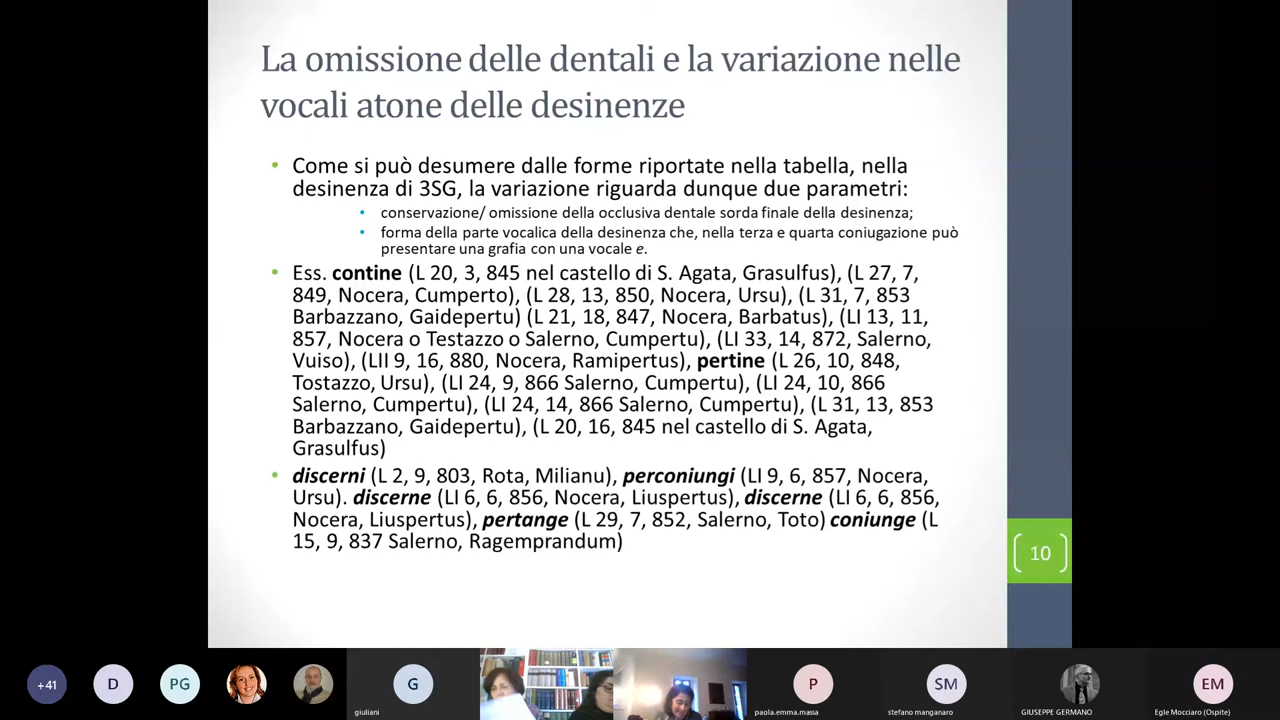 La omissione delle dentali e la variazione nelle
vocali atone delle desinenze
• Come si può desumere dalle forme riportate nella tabella, nella
desinenza di 3SG, la variazione riguarda dunque due parametri:
• conservazione/ omissione della occlusiva dentale sorda finale della desinenza;
• forma della parte vocalica della desinenza che, nella terza e quarta coniugazione può
presentare una grafia con una vocale e.
• Ess. contine (L 20, 3, 845 nel castello di S. Agata, Grasulfus), (L 27, 7,
849, Nocera, Cumperto), (L 28, 13, 850, Nocera, Ursu), (L 31, 7, 853
Barbazzano, Gaidepertu) (L 21, 18, 847, Nocera, Barbatus), (LI 13, 11,
857, Nocera o Testazzo o Salerno, Cumpertu), (LI 33, 14, 872, Salerno,
Vuiso), (LII 9, 16, 880, Nocera, Ramipertus), pertine (L 26, 10, 848,
Tostazzo, Ursu), (LI 24, 9, 866 Salerno, Cumpertu), (LI 24, 10, 866
Salerno, Cumpertu), (LI 24, 14, 866 Salerno, Cumpertu), (L 31, 13, 853
Barbazzano, Gaidepertu), (L 20, 16, 845 nel castello di S. Agata,
Grasulfus)
• discerni (L 2, 9, 803, Rota, Milianu), perconiungi (LI 9, 6, 857, Nocera,
Ursu). discerne (LI 6, 6, 856, Nocera, Liuspertus), discerne (LI 6, 6, 856,
Nocera, Liuspertus), pertange (L 29, 7, 852, Salerno, Toto) coniunge (L
15, 9, 837 Salerno, Ragemprandum)
10
+41
D
PG
G
giuliani
P
paola.emma.massa
SM
stefano manganaro
GIUSEPPE GERMANO
EM
Egle Mocciaro (Ospite)